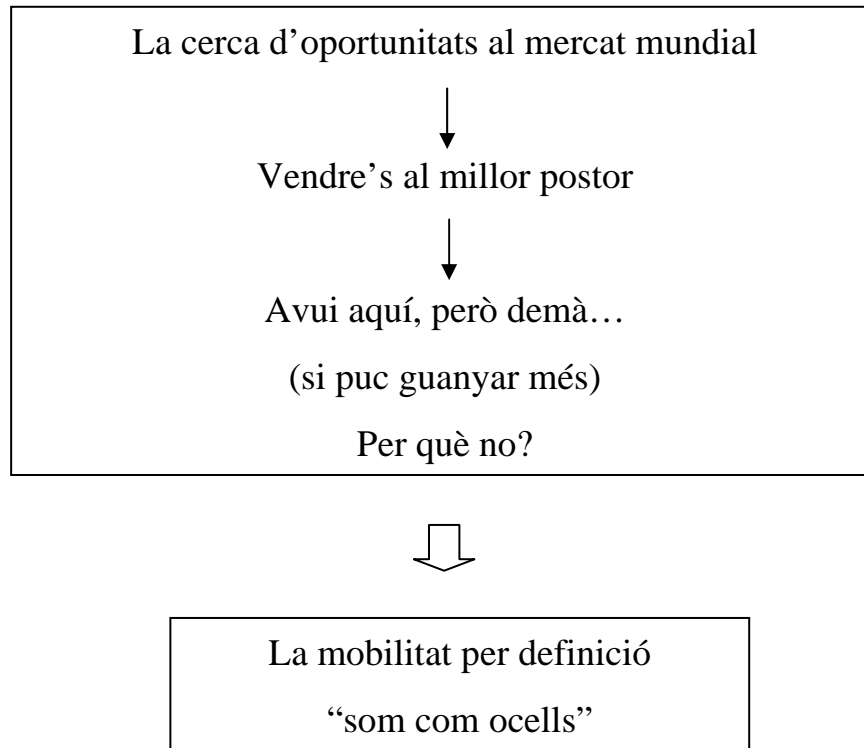 La cerca d’oportunitats al mercat mundial
Vendre’s al millor postor
Avui aquí, però demà…
(si puc guanyar més)
Per què no?
La mobilitat per definició
“som com ocells”